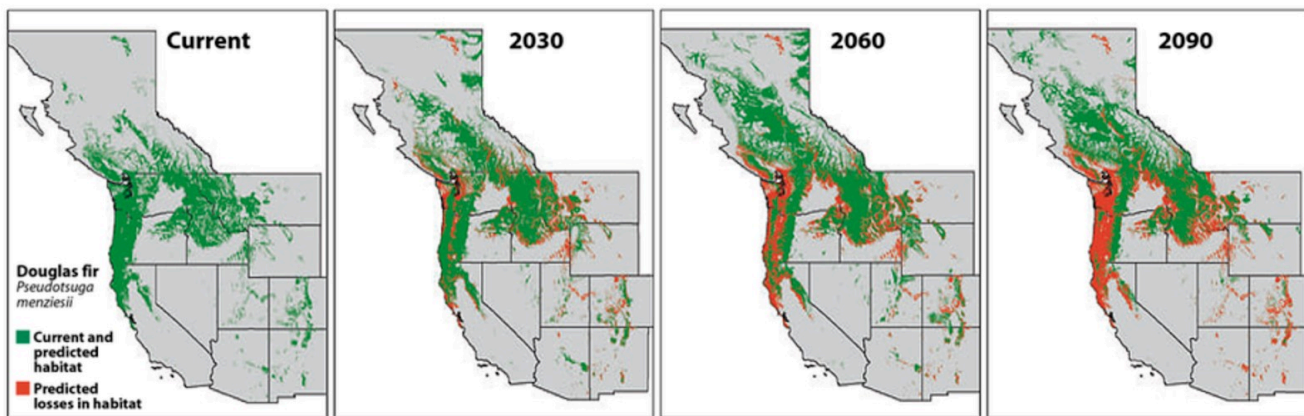 Current
2030
2060
2090
Douglas fir
Pseudotsuga
menziesii
Current and
predicted
habitat
Predicted
losses in habitat